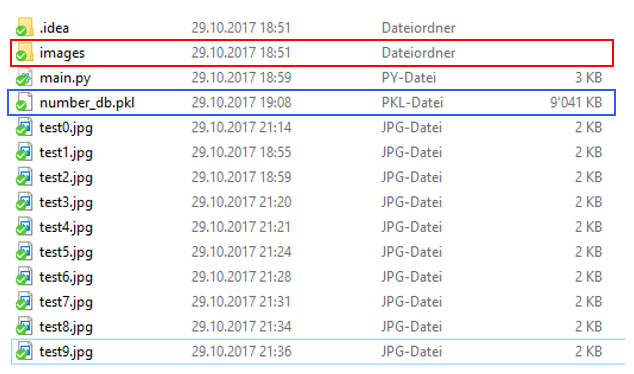 .idea 29.10.2017 18:51 Dateiordner
images 29.10.2017 18:51 Dateiordner
main.py 29.10.2017 18:59 PY-Datei 3 KB
number_db.pkl 29.10.2017 19:08 PKL-Datei 9'041 KB
test0.jpg 29.10.2017 21:14 JPG-Datei 2 KB
test1.jpg 29.10.2017 18:55 JPG-Datei 2 KB
test2.jpg 29.10.2017 18:59 JPG-Datei 2 KB
test3.jpg 29.10.2017 21:20 JPG-Datei 2 KB
test4.jpg 29.10.2017 21:21 JPG-Datei 2 KB
test5.jpg 29.10.2017 21:24 JPG-Datei 2 KB
test6.jpg 29.10.2017 21:28 JPG-Datei 2 KB
test7.jpg 29.10.2017 21:31 JPG-Datei 2 KB
test8.jpg 29.10.2017 21:34 JPG-Datei 2 KB
test9.jpg 29.10.2017 21:36 JPG-Datei 2 KB